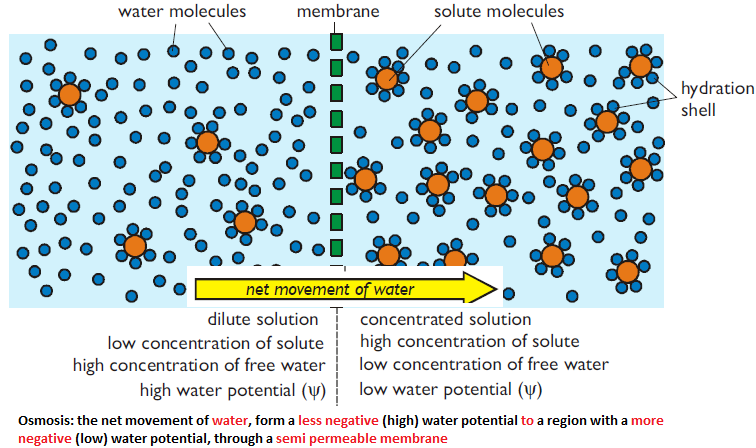 water molecules
membrane
solute molecules
hydration
shell
net movement of water
dilute solution
low concentration of solute
high concentration of free water
high water potential (ψ)
concentrated solution
high concentration of solute
low concentration of free water
low water potential (ψ)
Osmosis: the net movement of water, form a less negative (high) water potential to a region with a more
negative (low) water potential, through a semi permeable membrane